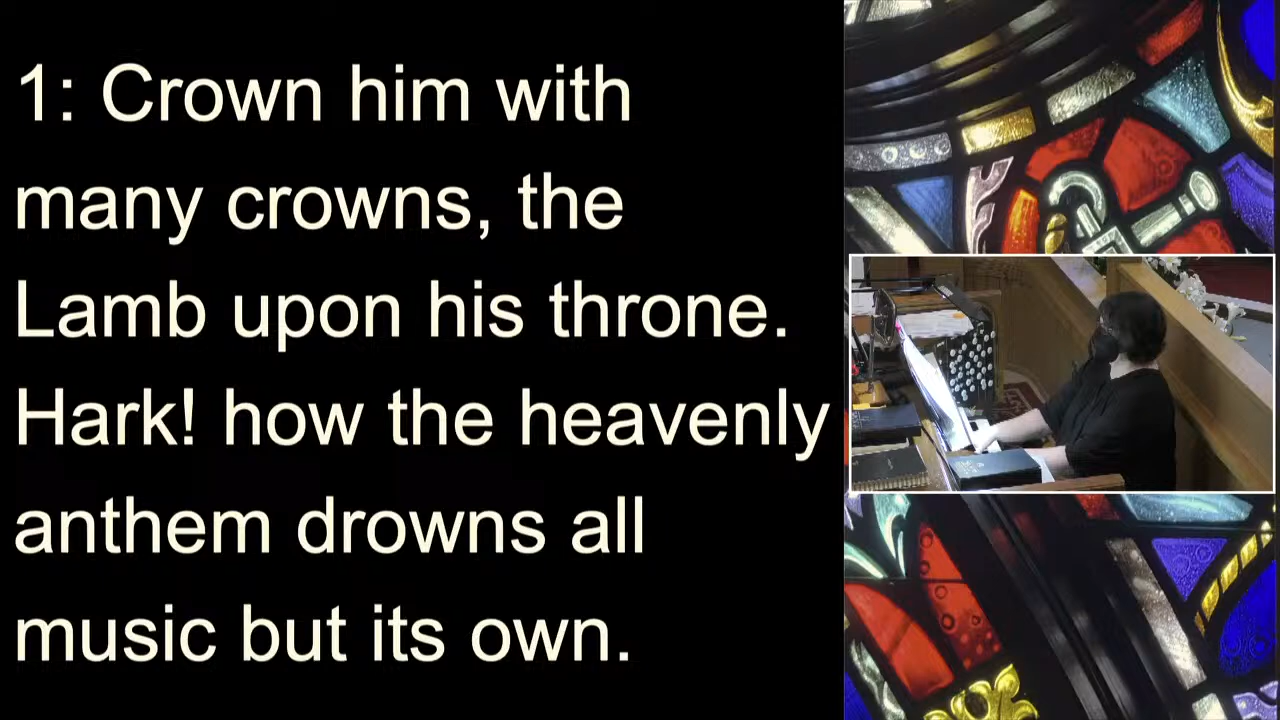 1: Crown him with
many crowns, the
Lamb upon his throne.
Hark! how the heavenly
anthem drowns all
music but its own.